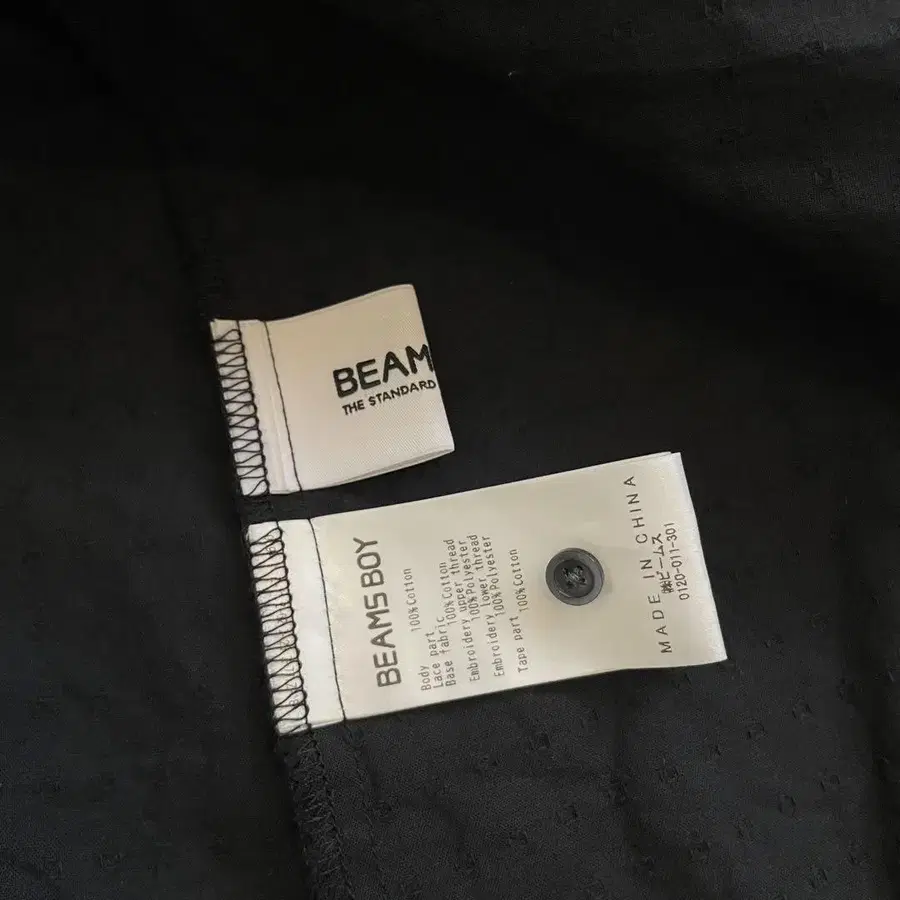 BEAM
THE STANDARD
BEAMS BOY
Body 100%Cotton
Lace part
Base fabric 100%Cotton
Embroidery upper thread
100%Polyester
Embroidery lower thread
100%Polyester
Tape part 100%Cotton
MADE IN CHINA
㈱ビームス
0120-011-301